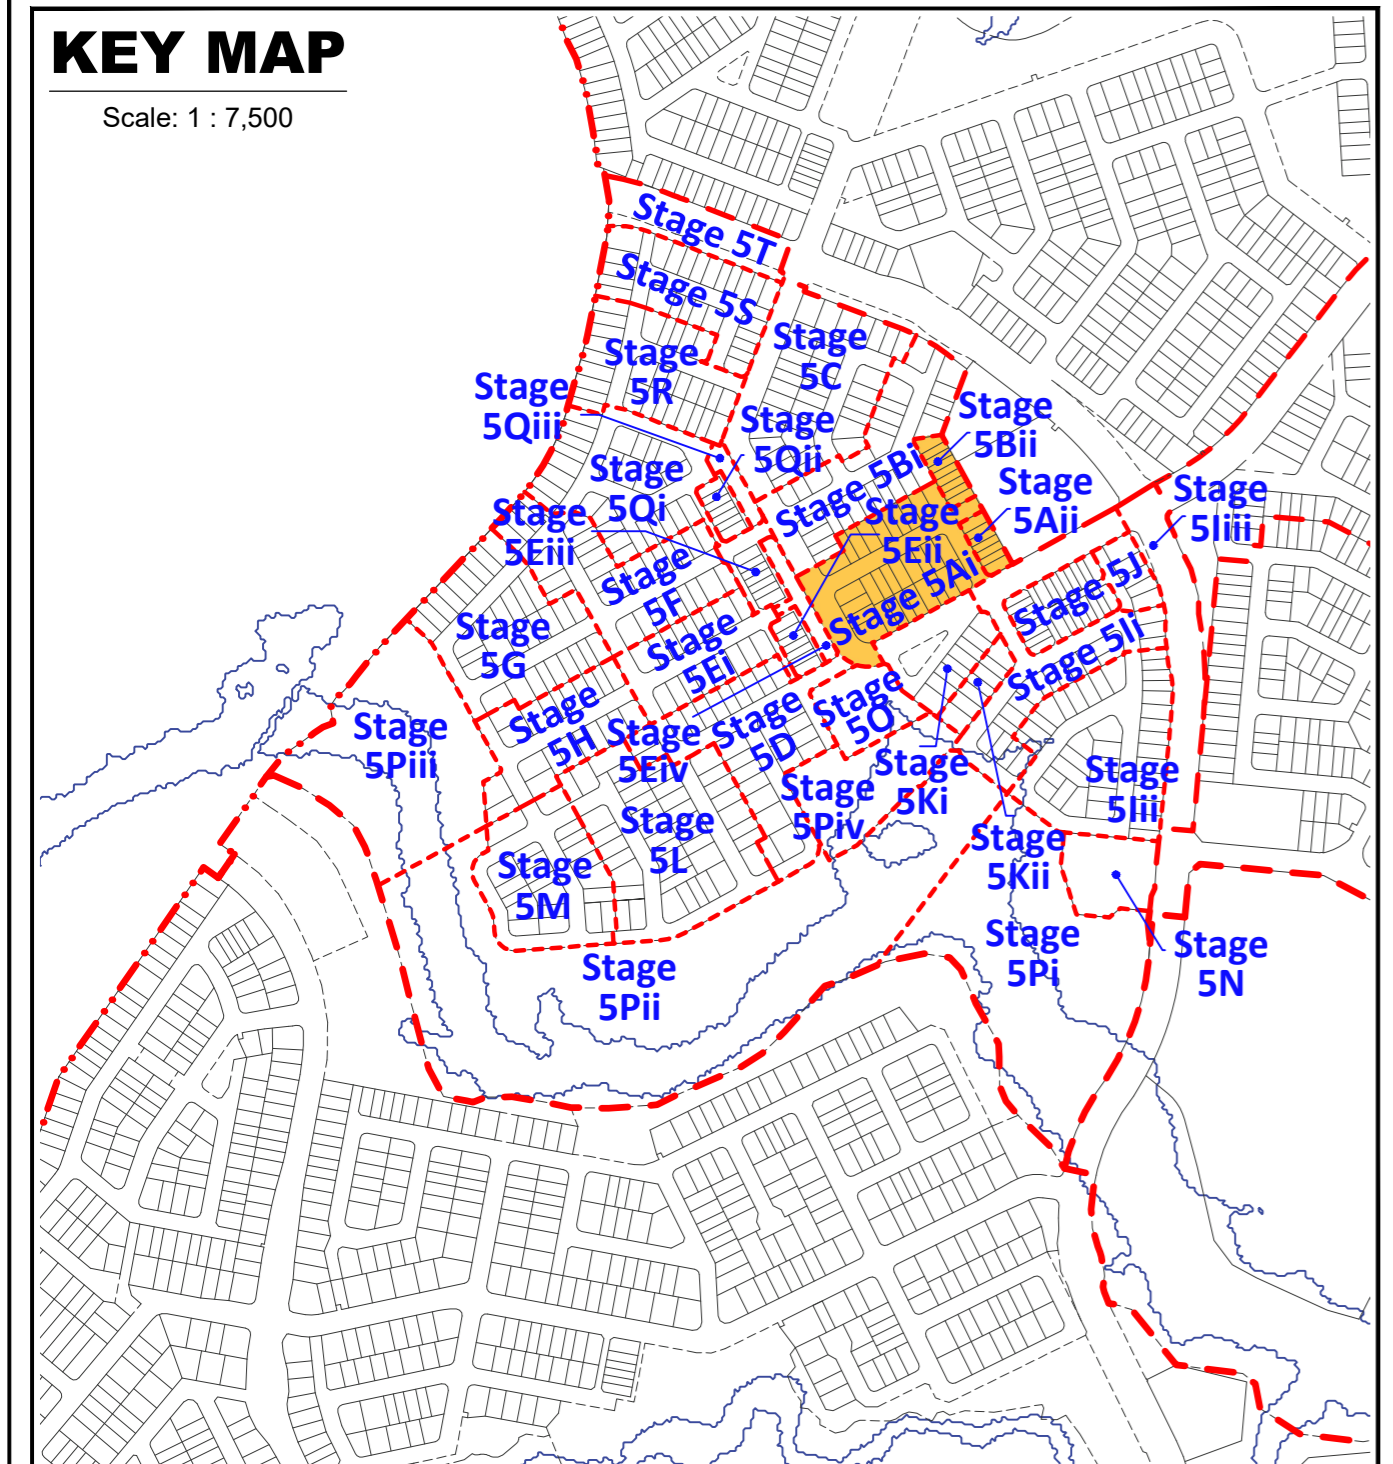 KEY MAP
Scale: 1 : 7,500
Stage 5T
Stage 5S
Stage
5C
Stage
5R
Stage
5Qiii
Stage
5Qii
Stage
5Bii
Stage 5Bi
Stage
5Qi
Stage
5Aii
Stage
5Iiii
Stage
5Eiii
Stage
5Eii
Stage 5Ai
Stage 5J
Stage
5F
Stage 5Ii
Stage
5G
Stage
5Ei
Stage
5H
Stage
5Eiv
Stage
5D
Stage
5O
Stage
5Piii
Stage
5Ki
Stage
5Iii
Stage
5Piv
Stage
5L
Stage
5Kii
Stage
5M
Stage
5Pi
Stage
5N
Stage
5Pii